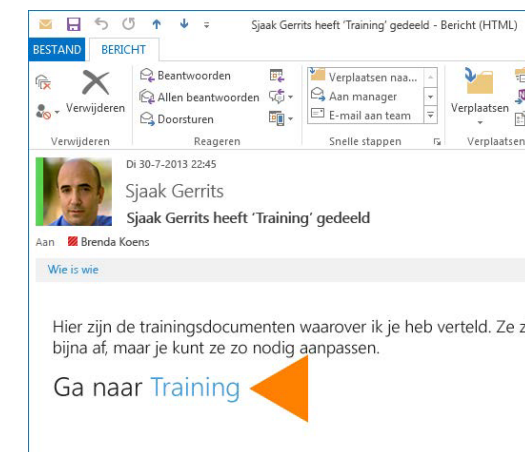 Sjaak Gerrits heeft 'Training' gedeeld - Bericht (HTML)
BESTAND BERICHT
Verwijderen
Beantwoorden
Allen beantwoorden
Doorsturen
Verplaatsen naa...
Aan manager
E-mail aan team
Verplaatsen
Verwijderen Reageren Snelle stappen Verplaatsen
Di 30-7-2013 22:45
Sjaak Gerrits
Sjaak Gerrits heeft 'Training' gedeeld
Aan Brenda Koens
Wie is wie
Hier zijn de trainingsdocumenten waarover ik je heb verteld. Ze z
bijna af, maar je kunt ze zo nodig aanpassen.
Ga naar Training